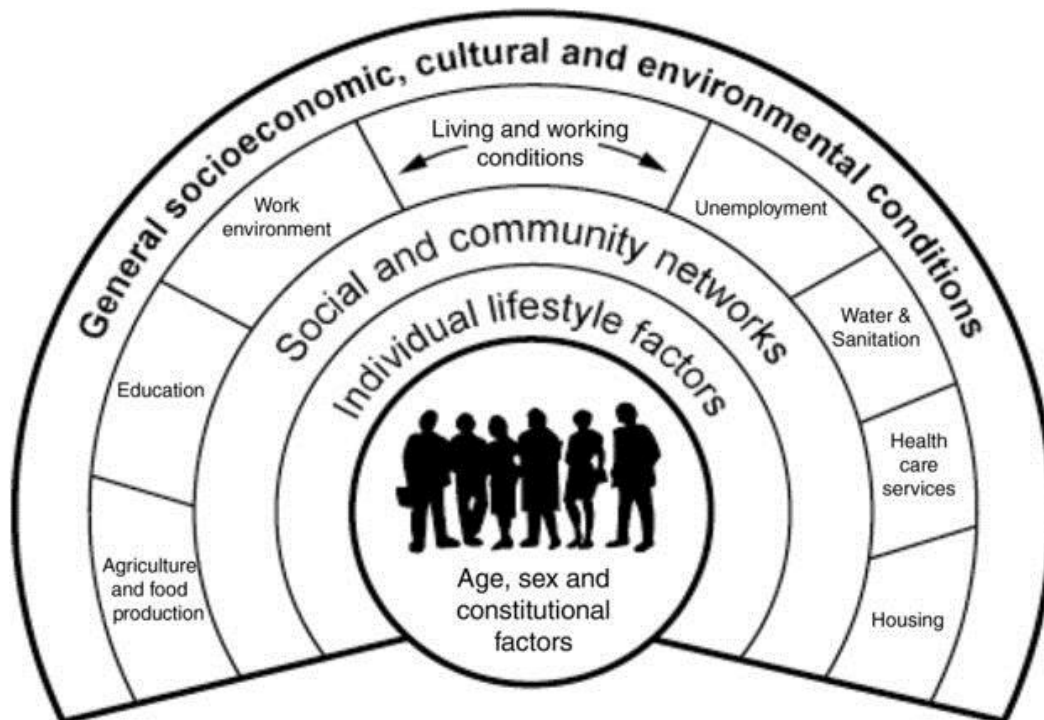 General socioeconomic, cultural and environmental conditions
Living and working
conditions
Work
environment
Unemployment
Education
Water &
Sanitation
Agriculture
and food
production
Health
care
services
Housing
Social and community networks
Individual lifestyle factors
Age, sex and
constitutional
factors